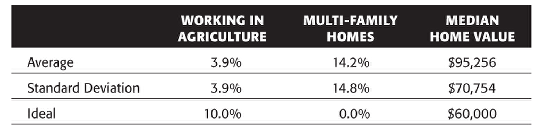 WORKING IN MULTI-FAMILY MEDIAN
AGRICULTURE HOMES HOME VALUE
Average 3.9% 14.2% $95,256
Standard Deviation 3.9% 14.8% $70,754
Ideal 10.0% 0.0% $60,000